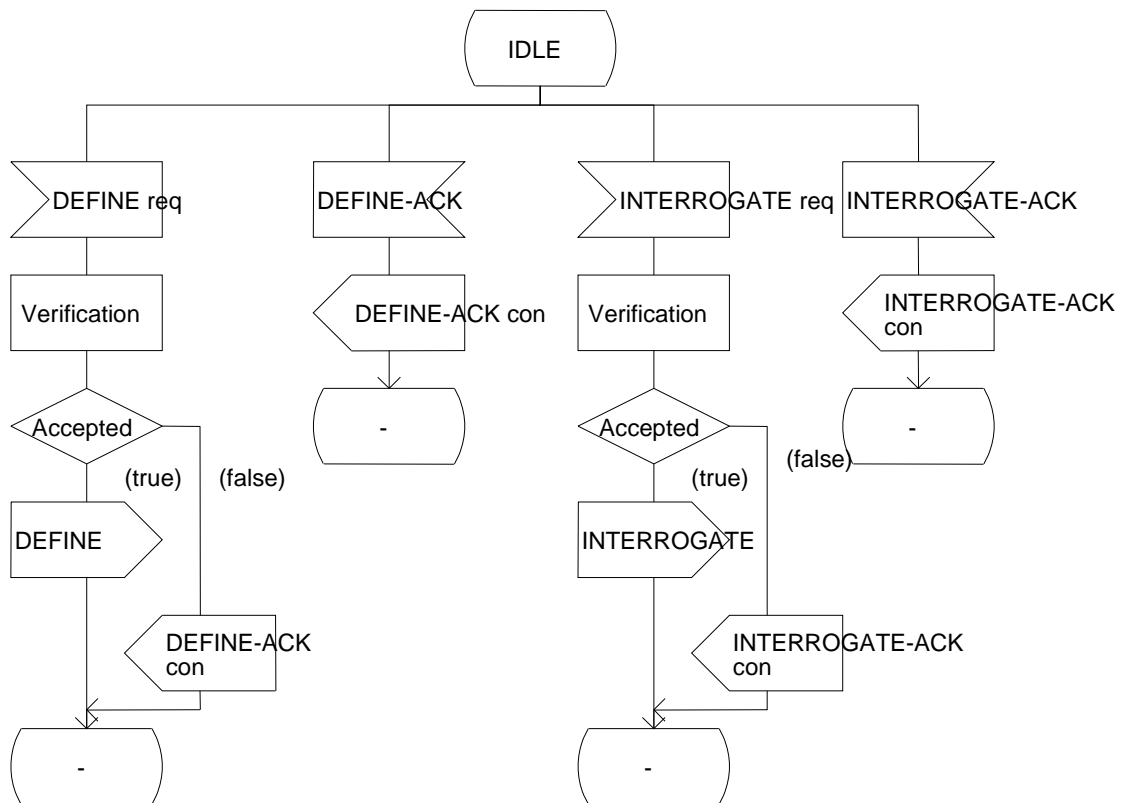 IDLE
DEFINE req
DEFINE-ACK
INTERROGATE req
INTERROGATE-ACK
Verification
DEFINE-ACK con
Verification
INTERROGATE-ACK
con
Accepted
-
Accepted
-
(true)
(false)
(true)
(false)
DEFINE
INTERROGATE
DEFINE-ACK
con
INTERROGATE-ACK
con
-
-